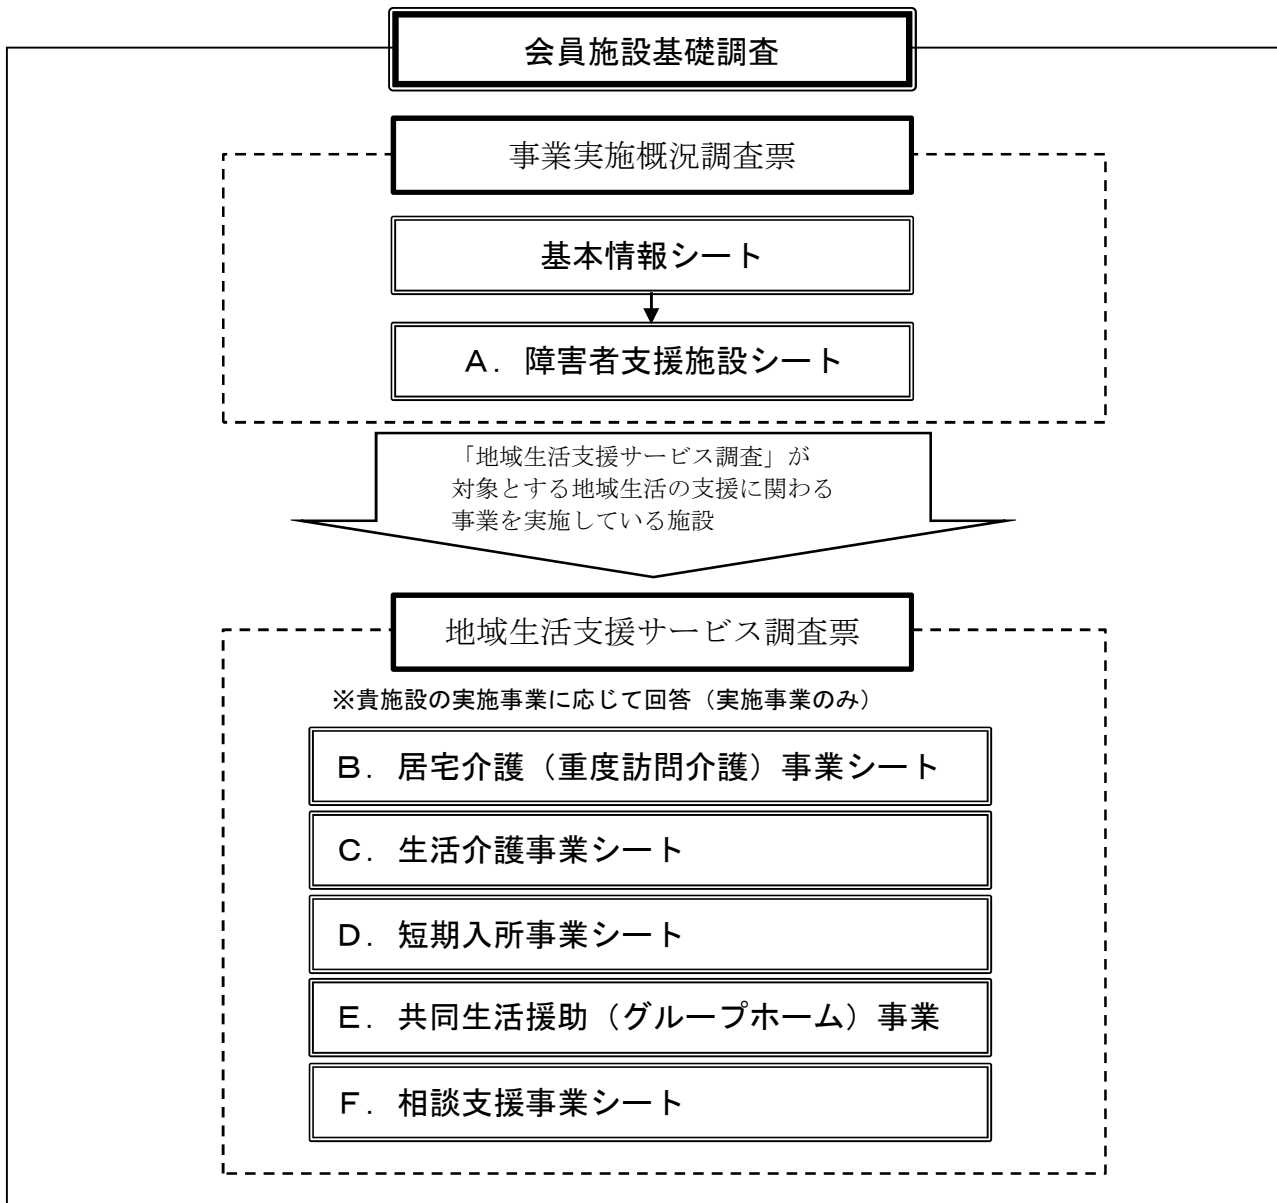 会員施設基礎調査
事業実施概況調査票
基本情報シート
Ａ．障害者支援施設シート
「地域生活支援サービス調査」が
対象とする地域生活の支援に関わる
事業を実施している施設
地域生活支援サービス調査票
※貴施設の実施事業に応じて回答（実施事業のみ）
Ｂ．居宅介護（重度訪問介護）事業シート
Ｃ．生活介護事業シート
Ｄ．短期入所事業シート
Ｅ．共同生活援助（グループホーム）事業
Ｆ．相談支援事業シート